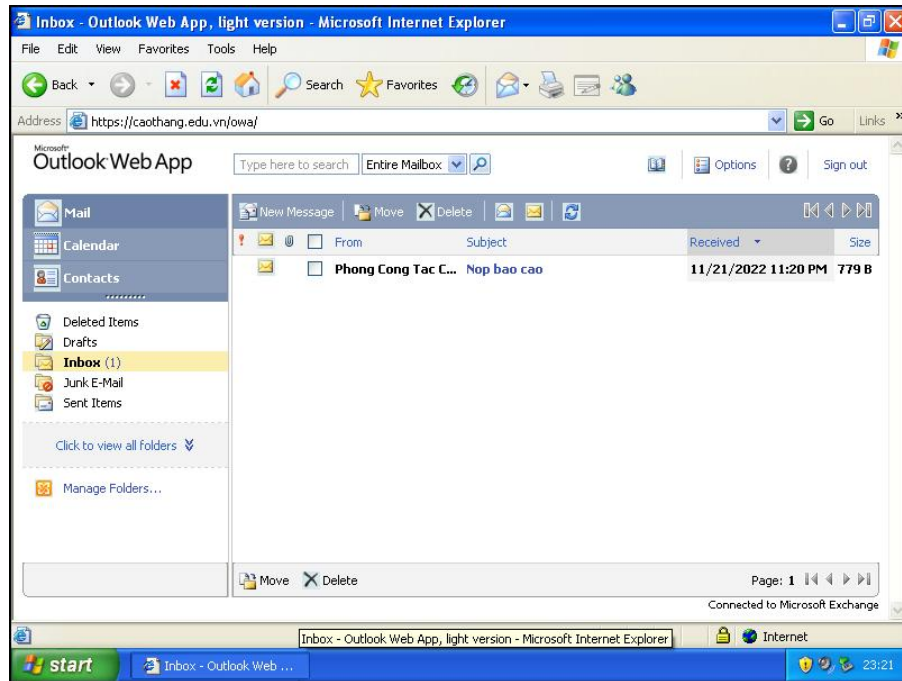 Inbox - Outlook Web App, light version - Microsoft Internet Explorer
File Edit View Favorites Tools Help
Back Search Favorites
Address https://caothang.edu.vn/owa/ Go Links »
Microsoft®
Outlook Web App
Type here to search Entire Mailbox Options Sign out
Mail
New Message Move Delete
Calendar
From Subject Received Size
Contacts
Phong Cong Tac C... Nop bao cao 11/21/2022 11:20 PM 779 B
Deleted Items
Drafts
Inbox (1)
Junk E-Mail
Sent Items
Click to view all folders
Manage Folders...
Move Delete Page: 1
Connected to Microsoft Exchange
Inbox - Outlook Web App, light version - Microsoft Internet Explorer
Internet
start Inbox - Outlook Web ... 23:21